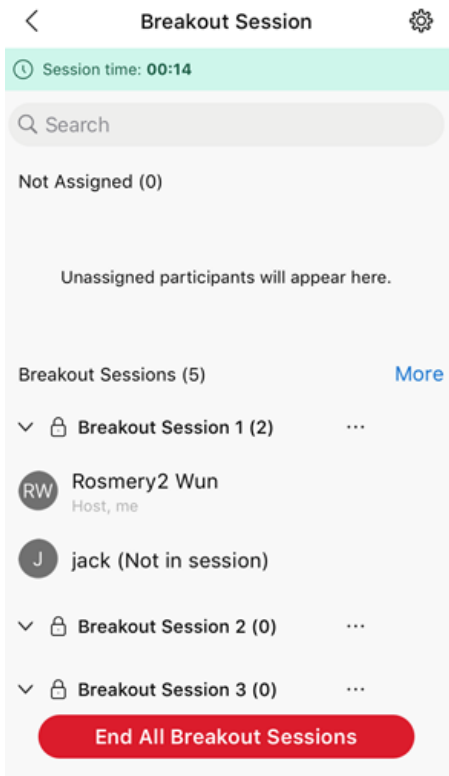 Breakout Session
Session time: 00:14
Search
Not Assigned (0)
Unassigned participants will appear here.
Breakout Sessions (5) More
Breakout Session 1 (2) ...
RW Rosmery2 Wun
Host, me
J jack (Not in session)
Breakout Session 2 (0) ...
Breakout Session 3 (0) ...
End All Breakout Sessions